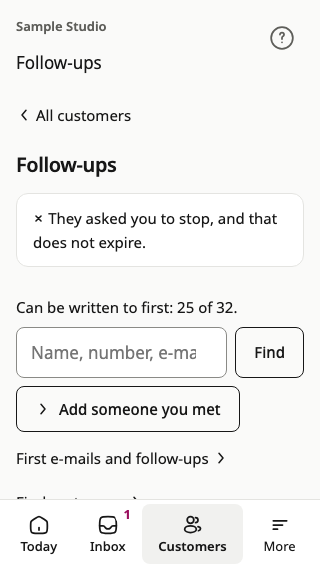 Sample Studio
Follow-ups
All customers
Follow-ups
× They asked you to stop, and that
does not expire.
Can be written to first: 25 of 32.
Name, number, e-ma
Find
Add someone you met
First e-mails and follow-ups
1
Today
Inbox
Customers
More